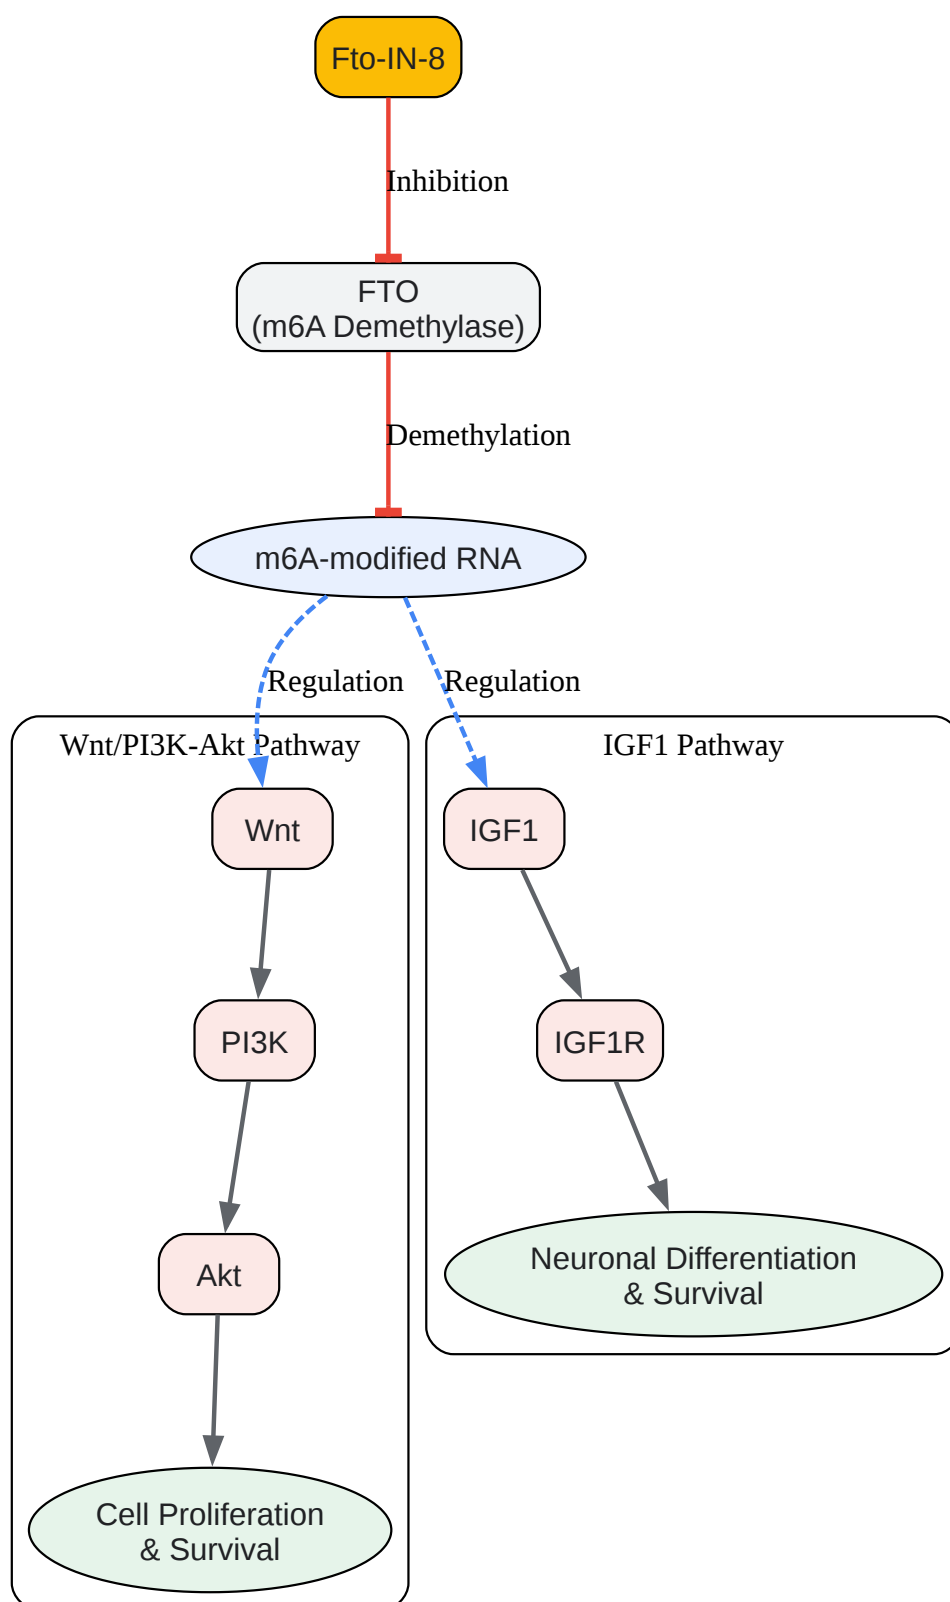 Fto-IN-8
Inhibition
FTO
(m6A Demethylase)
Demethylation
m6A-modified RNA
Regulation
Regulation
Wnt/PI3K-Akt Pathway
IGF1 Pathway
Wnt
IGF1
PI3K
IGF1R
Akt
Neuronal Differentiation
& Survival
Cell Proliferation
& Survival